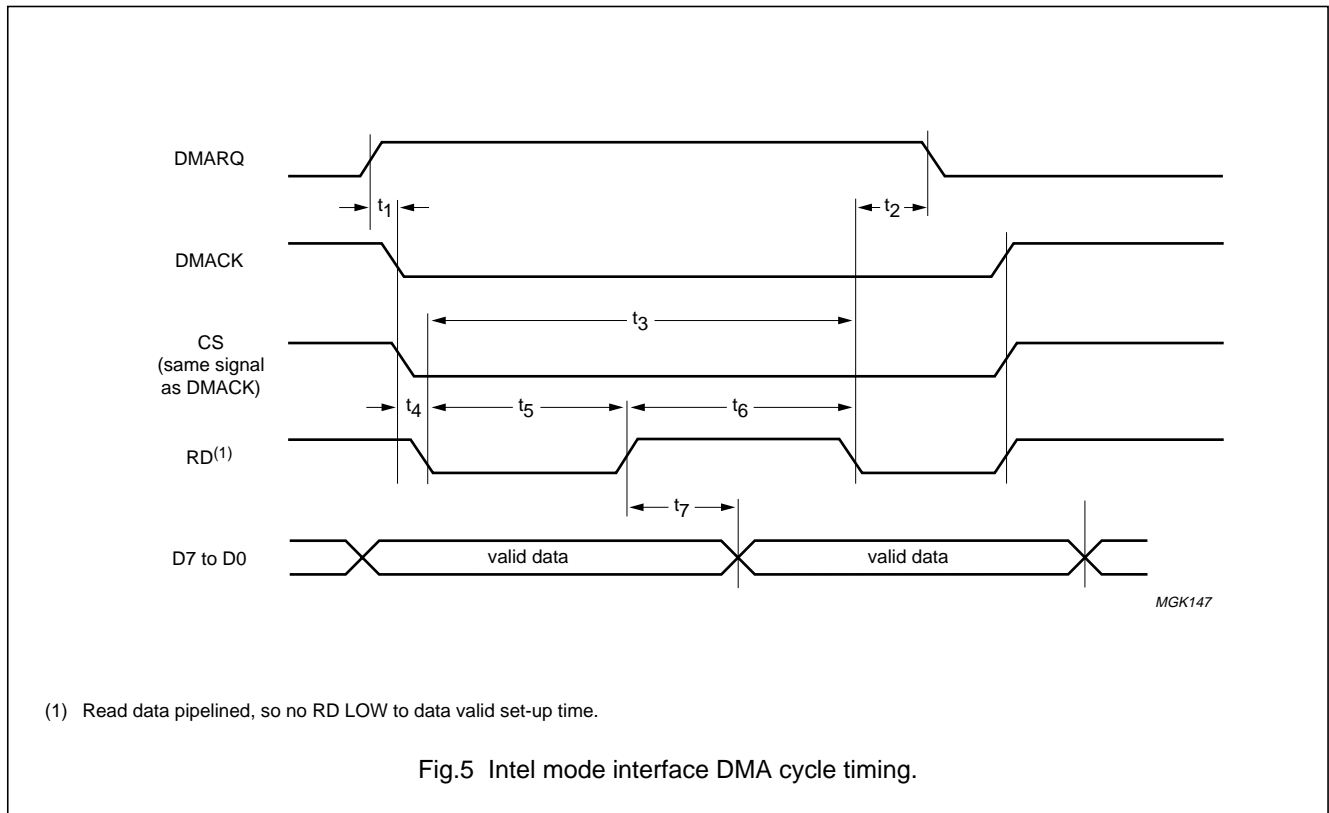 DMARQ
t1
t2
DMACK
t3
CS
(same signal
as DMACK)
t4
t5
t6
RD(1)
t7
D7 to D0
valid data
valid data
MGK147
(1) Read data pipelined, so no RD LOW to data valid set-up time.
Fig.5 Intel mode interface DMA cycle timing.